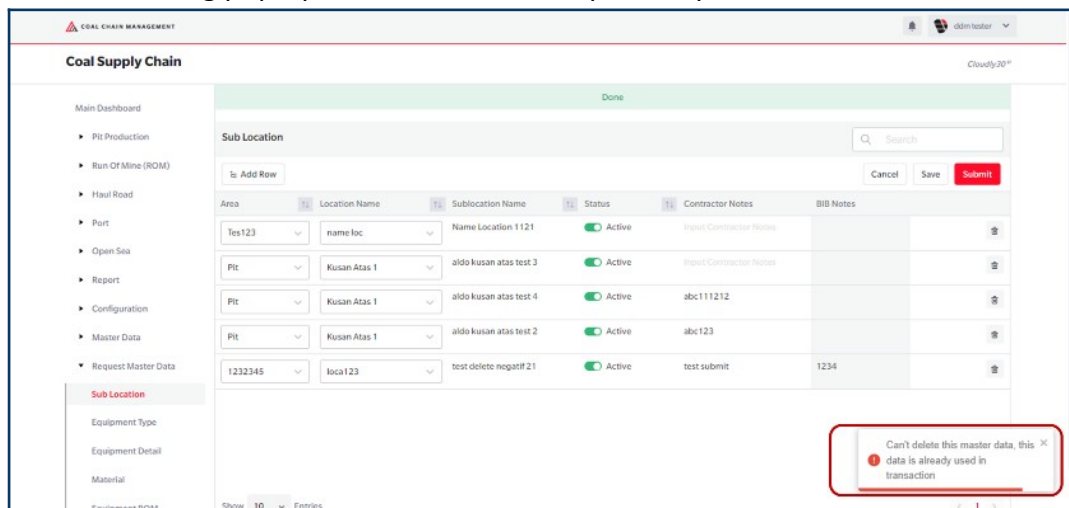 COAL CHAIN MANAGEMENT
ddm tester
Coal Supply Chain
Cloudly30°
Main Dashboard
Done
Pit Production
Sub Location
Search
Run Of Mine (ROM)
Add Row
Cancel Save Submit
Haul Road
Area Location Name Sublocation Name Status Contractor Notes BIB Notes
Port
Tes123 name loc Name Location 1121 Active Input Contractor Notes
Open Sea
Pit Kusan Atas 1 aldo kusan atas test 3 Active Input Contractor Notes
Report
Pit Kusan Atas 1 aldo kusan atas test 4 Active abc111212
Configuration
Master Data
Pit Kusan Atas 1 aldo kusan atas test 2 Active abc123
Request Master Data
1232345 loca123 test delete negatif 21 Active test submit 1234
Sub Location
Equipment Type
Equipment Detail
Material
Can't delete this master data, this
data is already used in
transaction
Show 10 Entries
1